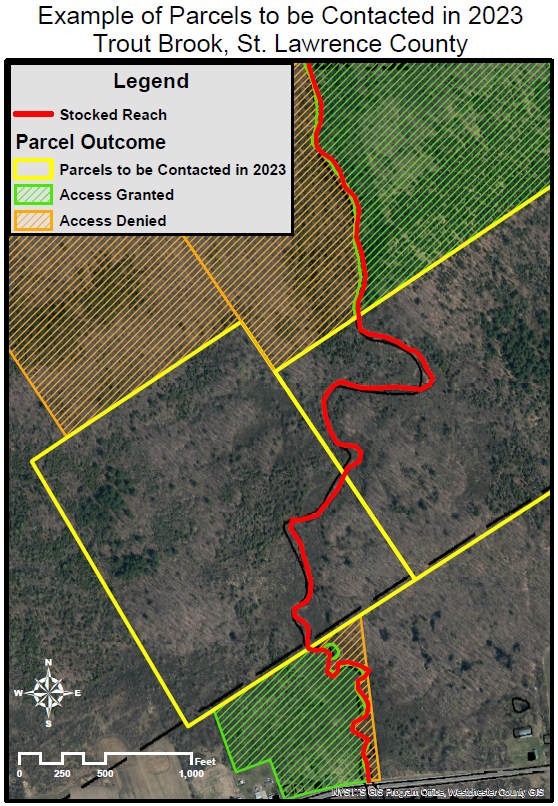 Example of Parcels to be Contacted in 2023
Trout Brook, St. Lawrence County
Legend
Stocked Reach
Parcel Outcome
Parcels to be Contacted in 2023
Access Granted
Access Denied
N
W E
S
Feet
0 250 500 1,000
GIS Program Office, Westchester County GIS